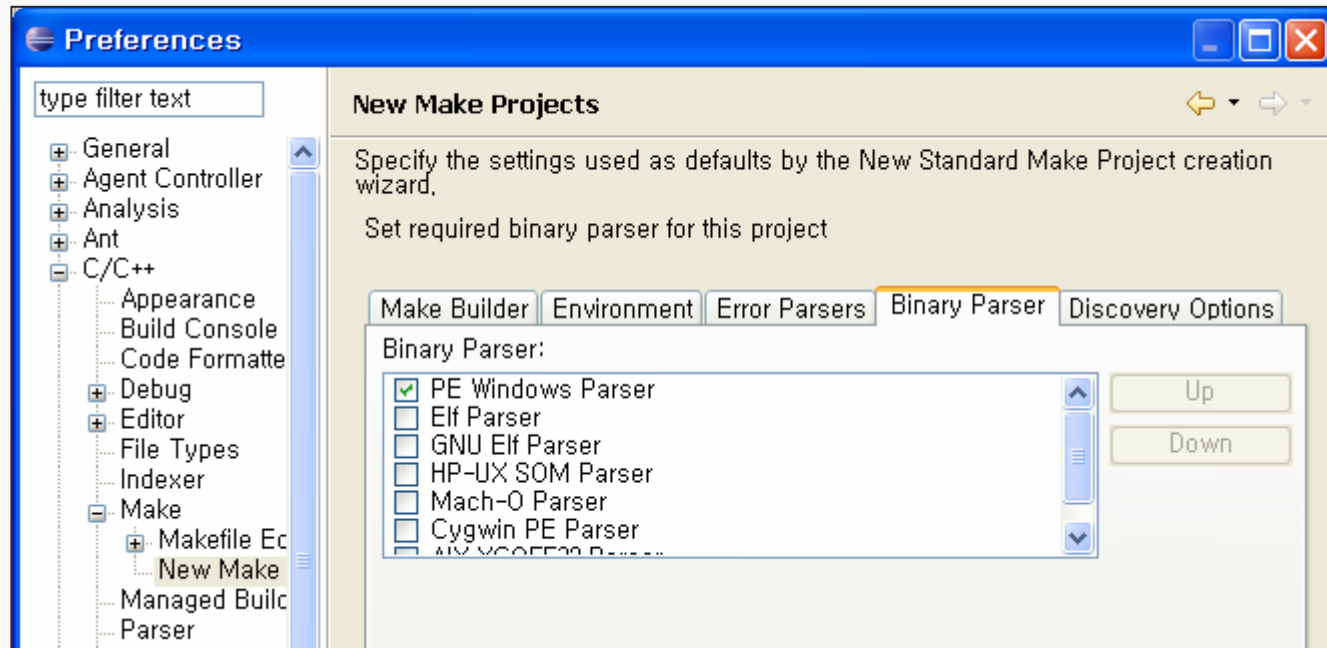 Preferences
type filter text
General
Agent Controller
Analysis
Ant
C/C++
Appearance
Build Console
Code Formatte
Debug
Editor
File Types
Indexer
Make
Makefile Ec
New Make
Managed Builc
Parser
New Make Projects
Specify the settings used as defaults by the New Standard Make Project creation
wizard,
Set required binary parser for this project
Make Builder Environment Error Parsers Binary Parser Discovery Options
Binary Parser:
PE Windows Parser
Elf Parser
GNU Elf Parser
HP-UX SOM Parser
Mach-O Parser
Cygwin PE Parser
Up
Down